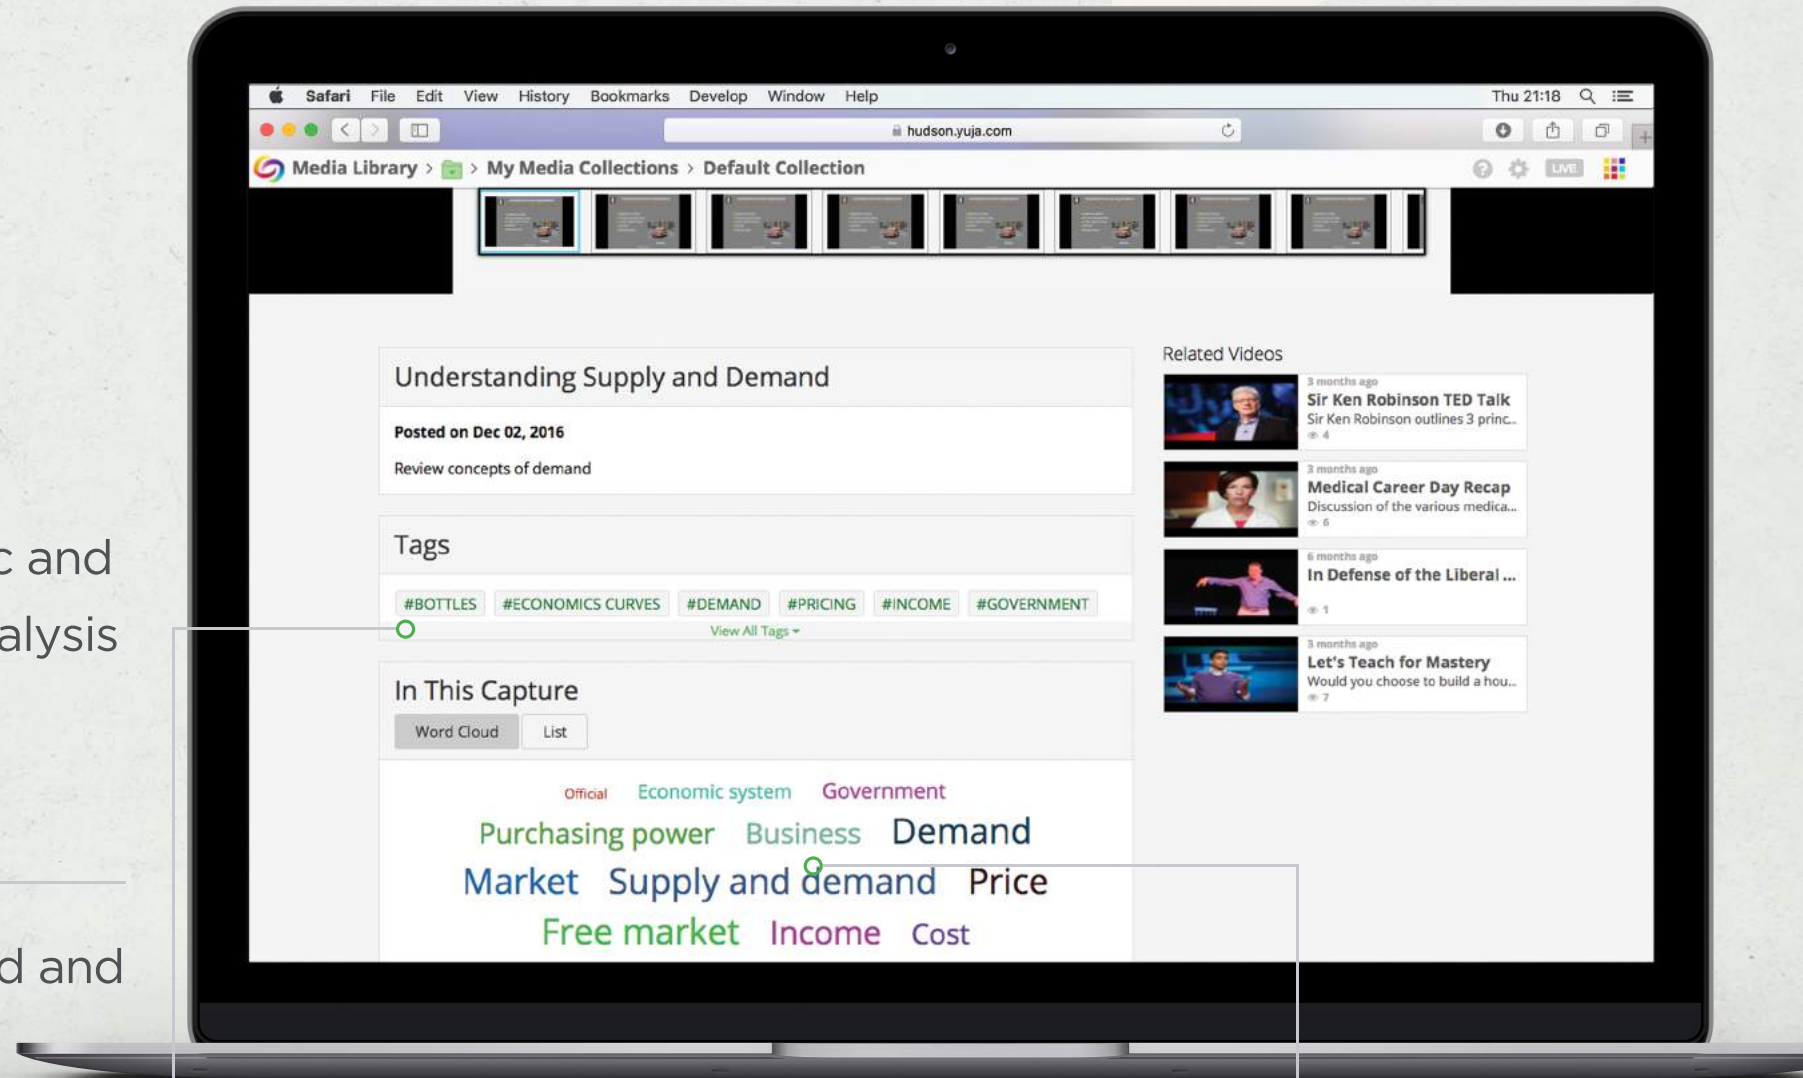 Safari File Edit View History Bookmarks Develop Window Help Thu 21:18
hudson.yuja.com
Media Library > > My Media Collections > Default Collection LIVE
Understanding Supply and Demand
Posted on Dec 02, 2016
Review concepts of demand
Tags
#BOTTLES #ECONOMICS CURVES #DEMAND #PRICING #INCOME #GOVERNMENT
View All Tags
In This Capture
Word Cloud List
Official Economic system Government
Purchasing power Business Demand
Market Supply and demand Price
Free market Income Cost
Related Videos
3 months ago
Sir Ken Robinson TED Talk
Sir Ken Robinson outlines 3 princ...
4
3 months ago
Medical Career Day Recap
Discussion of the various medica...
6
6 months ago
In Defense of the Liberal ...
1
3 months ago
Let's Teach for Mastery
Would you choose to build a hou...
7
c and
alysis
d and